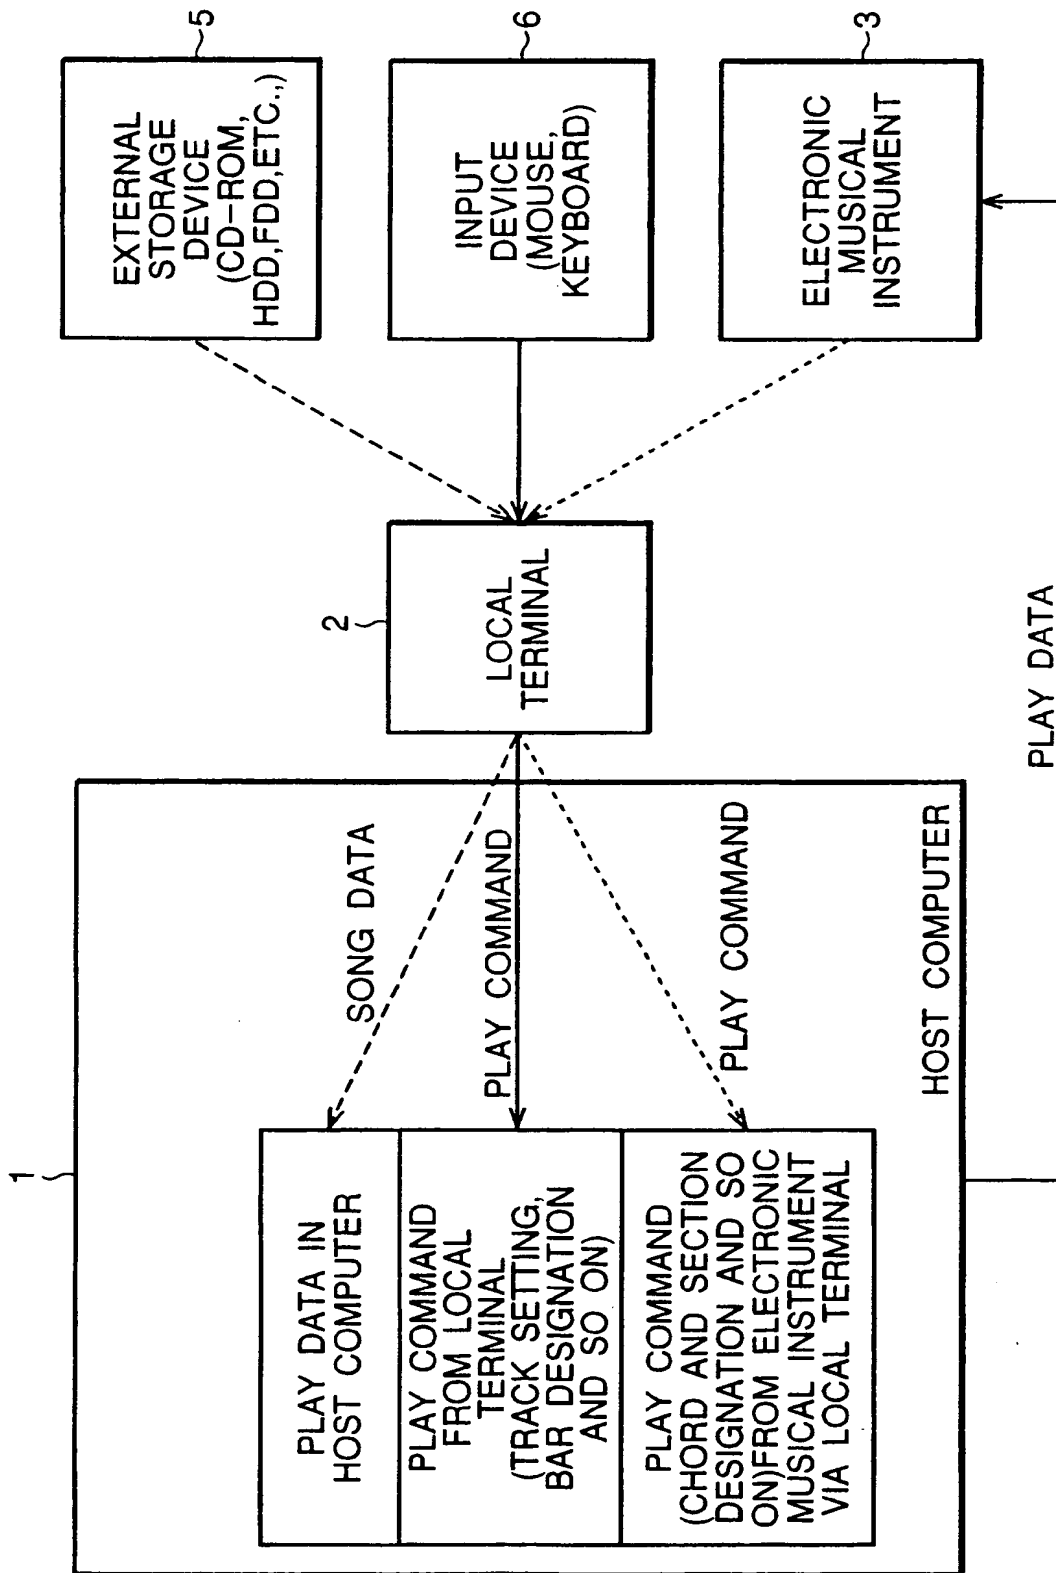 1
PLAY DATA IN
HOST COMPUTER
PLAY COMMAND
FROM LOCAL
TERMINAL
(TRACK SETTING,
BAR DESIGNATION
AND SO ON)
PLAY COMMAND
(CHORD AND SECTION
DESIGNATION AND SO
ON)FROM ELECTRONIC
MUSICAL INSTRUMENT
VIA LOCAL TERMINAL
SONG DATA
PLAY COMMAND
PLAY COMMAND
HOST COMPUTER
2
LOCAL
TERMINAL
EXTERNAL
STORAGE
DEVICE
(CD-ROM,
HDD,FDD,ETC.,)
5
INPUT
DEVICE
(MOUSE,
KEYBOARD)
6
ELECTRONIC
MUSICAL
INSTRUMENT
3
PLAY DATA